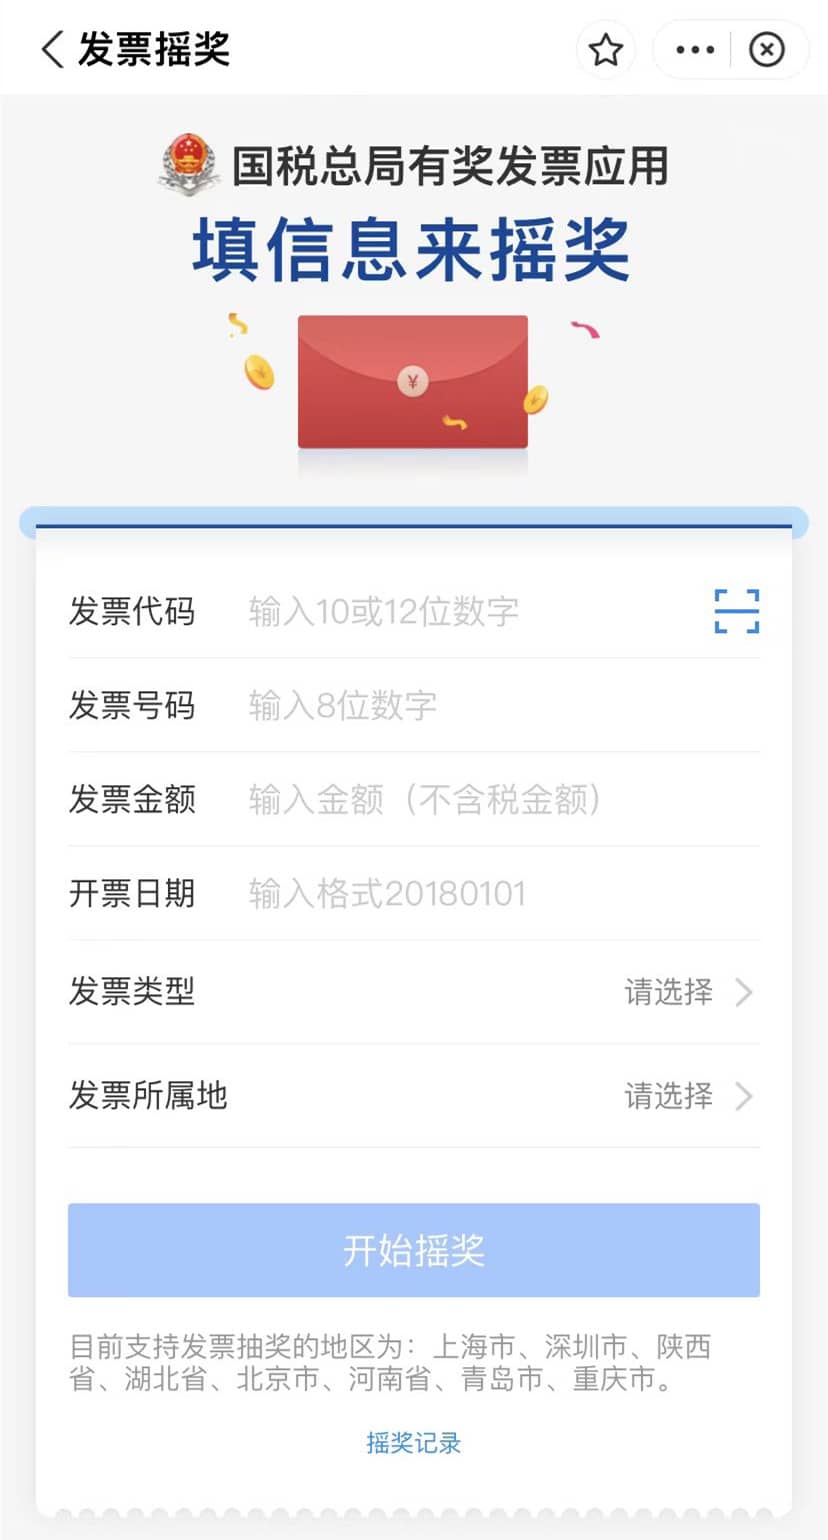 发票摇奖
国税总局有奖发票应用
填信息来摇奖
¥
发票代码 输入10或12位数字
发票号码 输入8位数字
发票金额 输入金额（不含税金额）
开票日期 输入格式20180101
发票类型 请选择
发票所属地 请选择
开始摇奖
目前支持发票抽奖的地区为：上海市、深圳市、陕西
省、湖北省、北京市、河南省、青岛市、重庆市。
摇奖记录